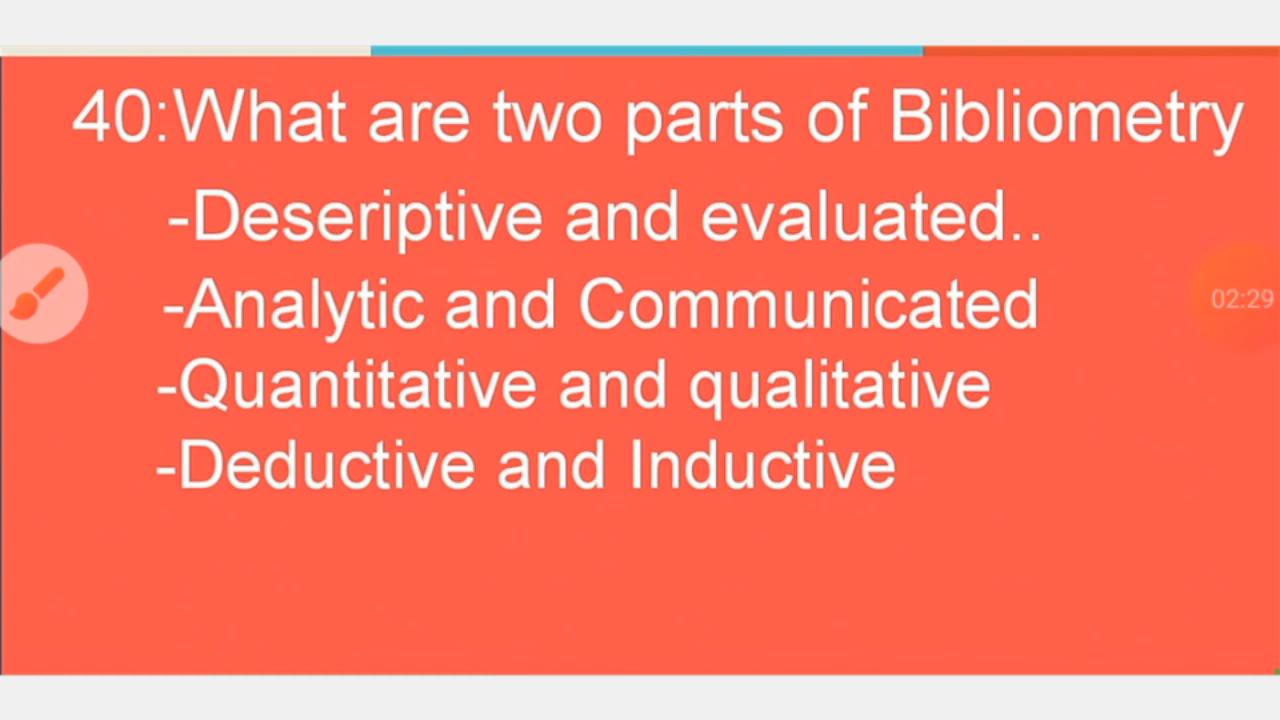 40:What are two parts of Bibliometry
-Deseriptive and evaluated..
-Analytic and Communicated
-Quantitative and qualitative
-Deductive and Inductive
02:29